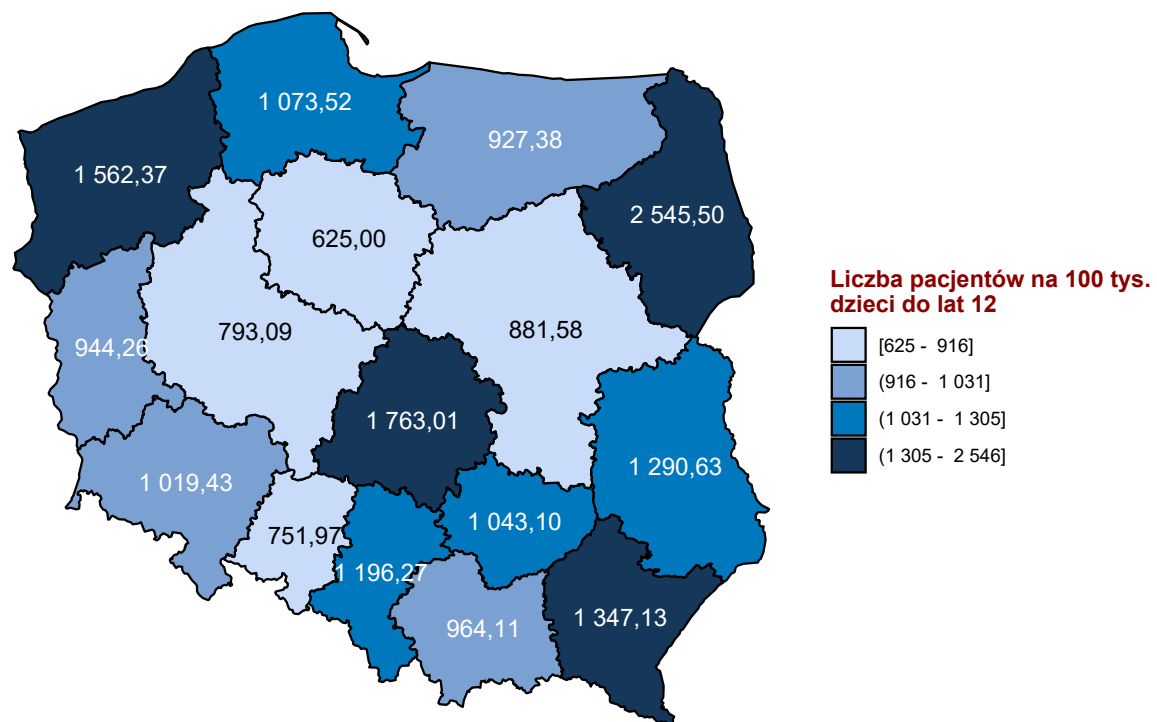 1 073,52
927,38
1 562,37
2 545,50
625,00
793,09
881,58
944,26
1 763,01
1 290,63
1 019,43
1 043,10
751,97
1 196,27
964,11
1 347,13
Liczba pacjentów na 100 tys.
dzieci do lat 12
[625 - 916]
(916 - 1 031]
(1 031 - 1 305]
(1 305 - 2 546]